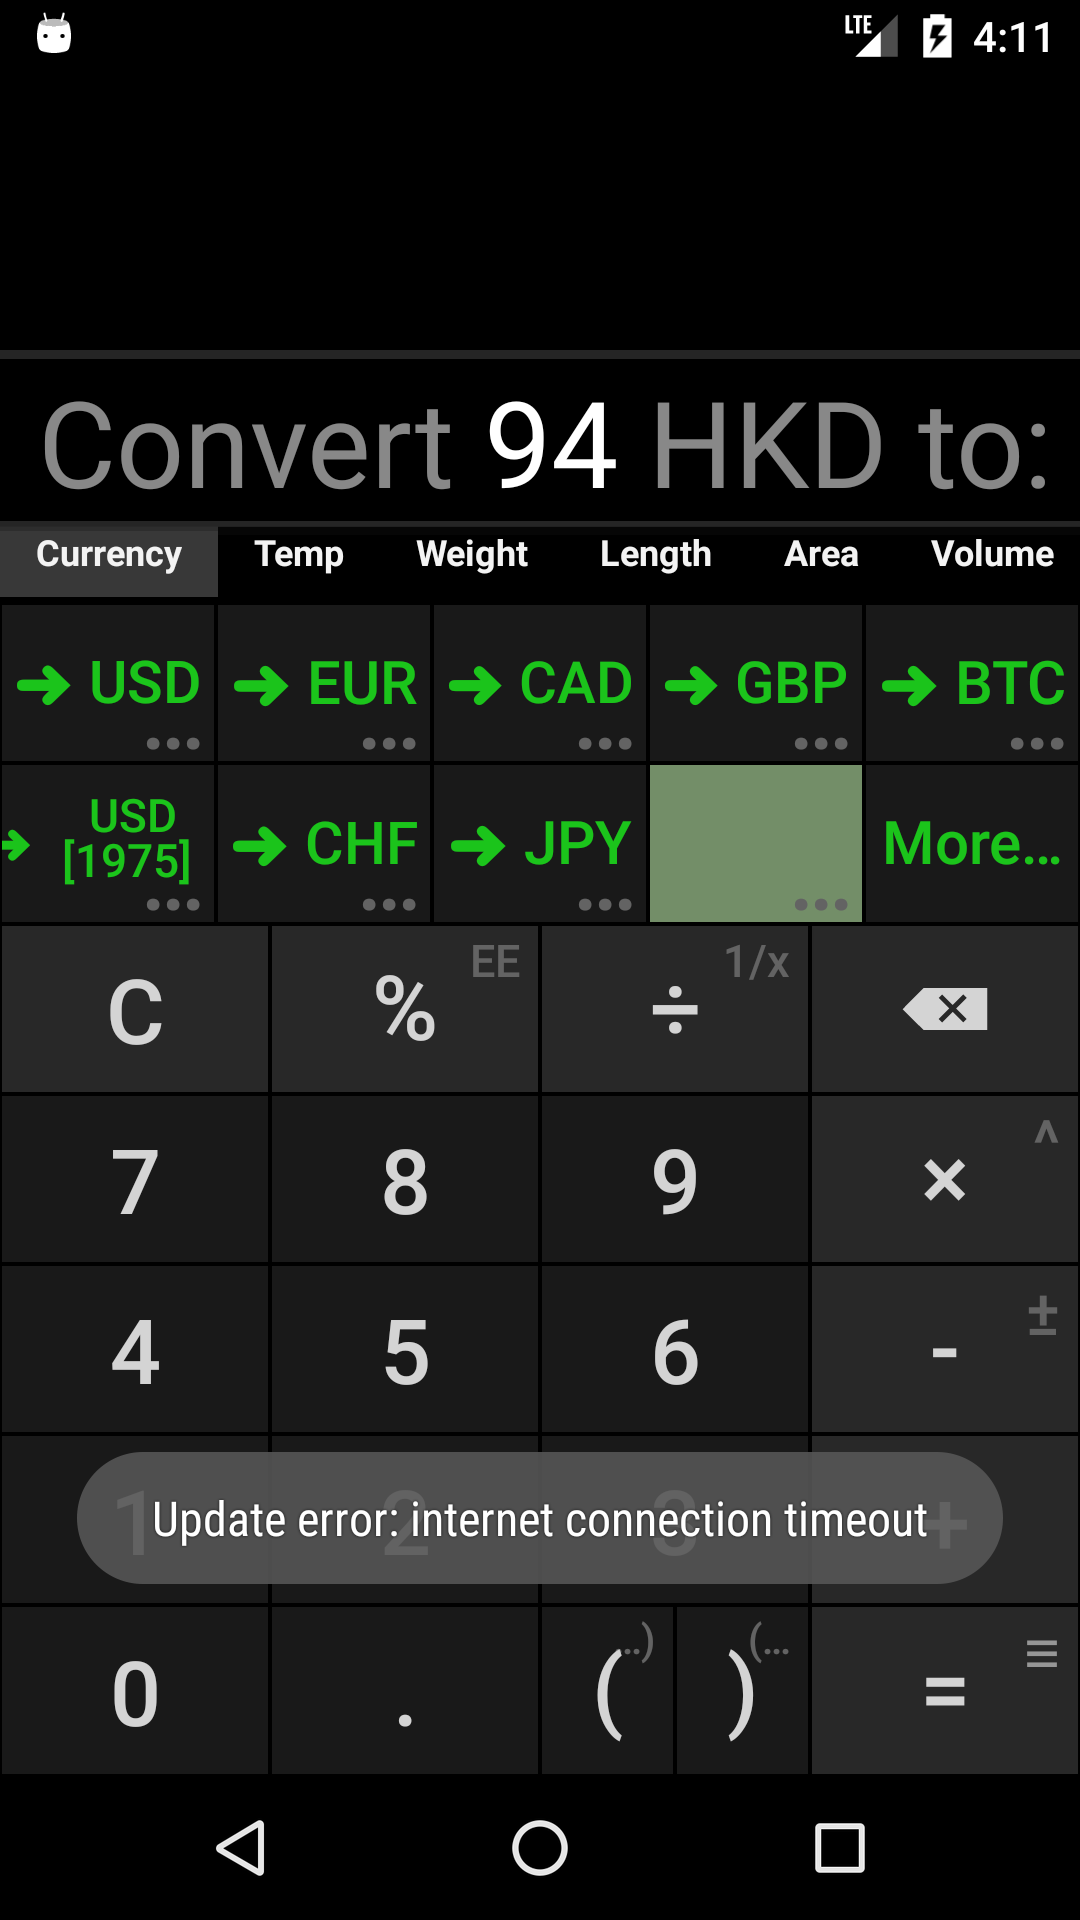 LTE 4:11
Convert 94 HKD to:
Currency Temp Weight Length Area Volume
USD EUR CAD GBP BTC
USD [1975] CHF JPY More...
C % EE ÷ 1/x
7 8 9 × ^
4 5 6 - ±
1 2 3 +
Update error: internet connection timeout
0 . ( ..) ) (... =